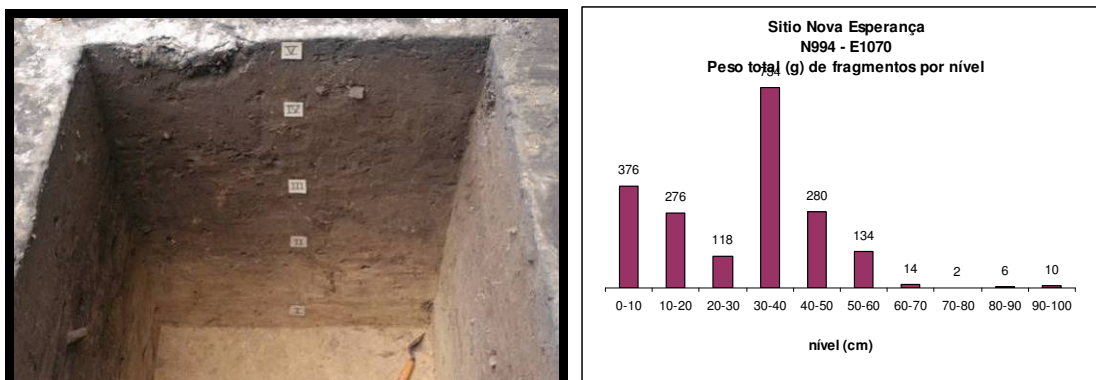 V
IV
III
II
I
Sitio Nova Esperança
N994 - E1070
Peso total (g) de fragmentos por nível
376
276
118
734
280
134
14
2
6
10
0-10 10-20 20-30 30-40 40-50 50-60 60-70 70-80 80-90 90-100
nível (cm)